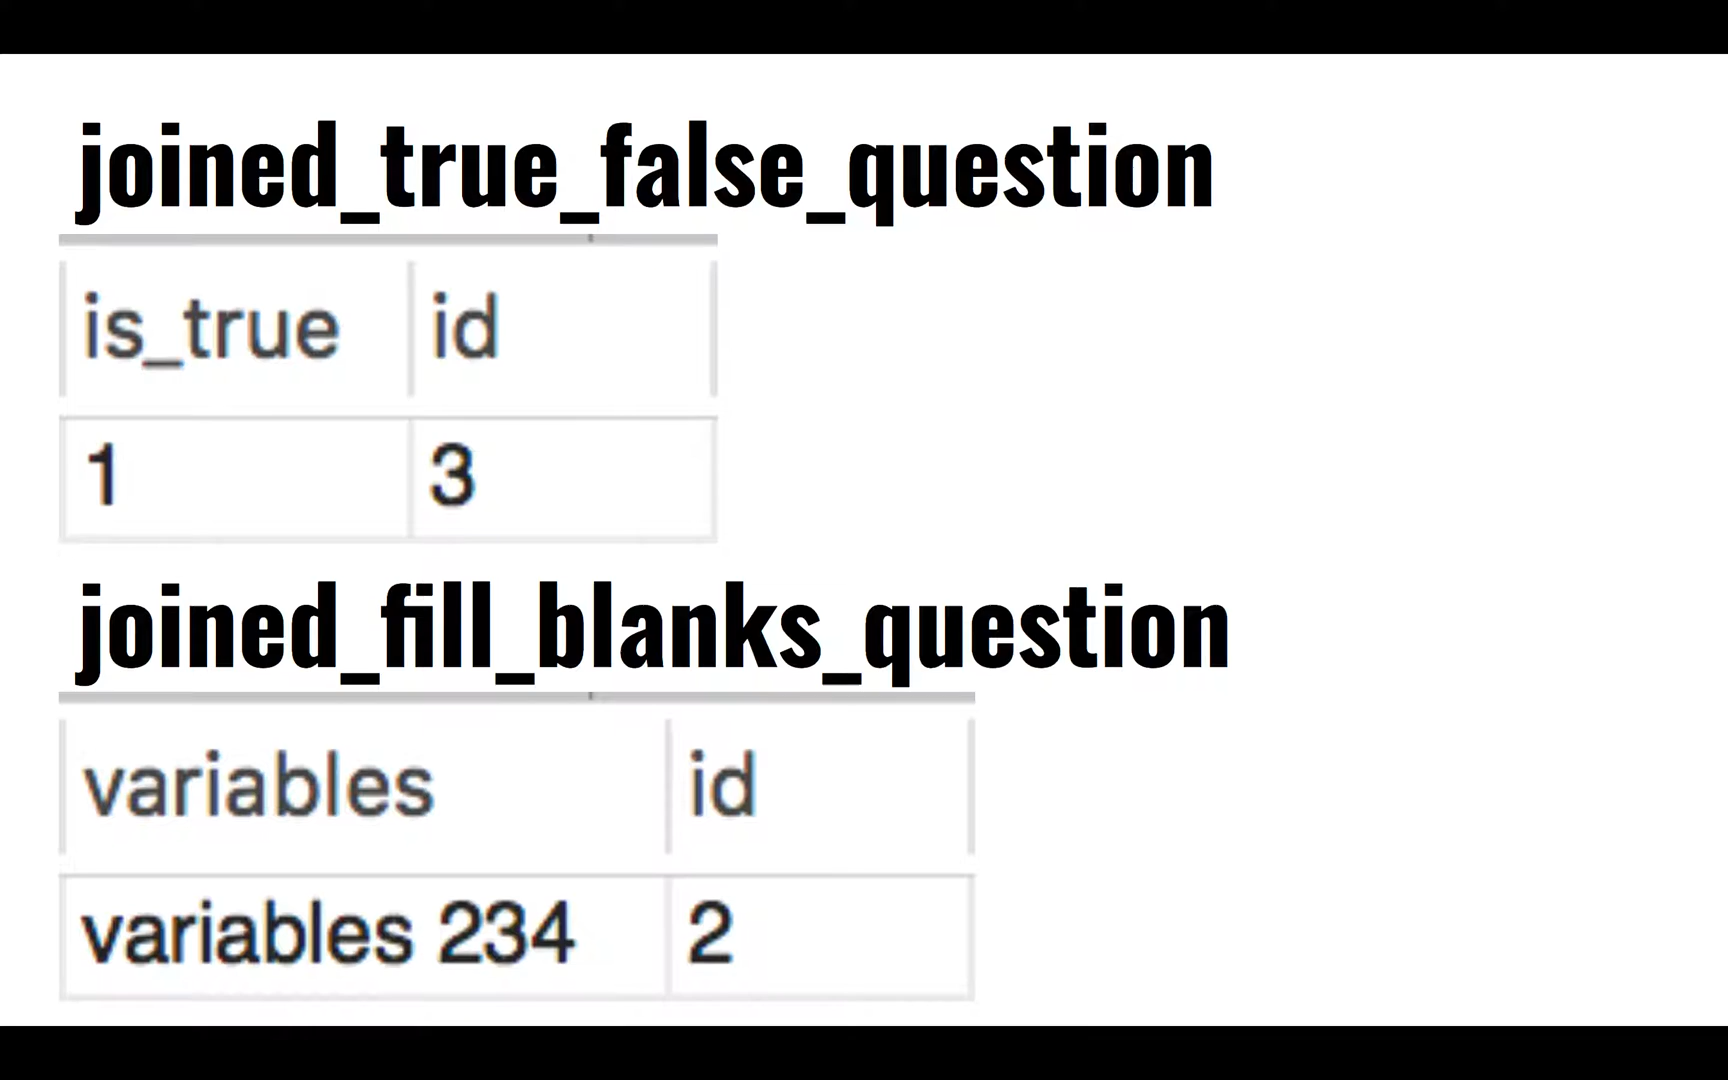 joined_true_false_question
is_true id
1 3
joined_fill_blanks_question
variables id
variables 234 2